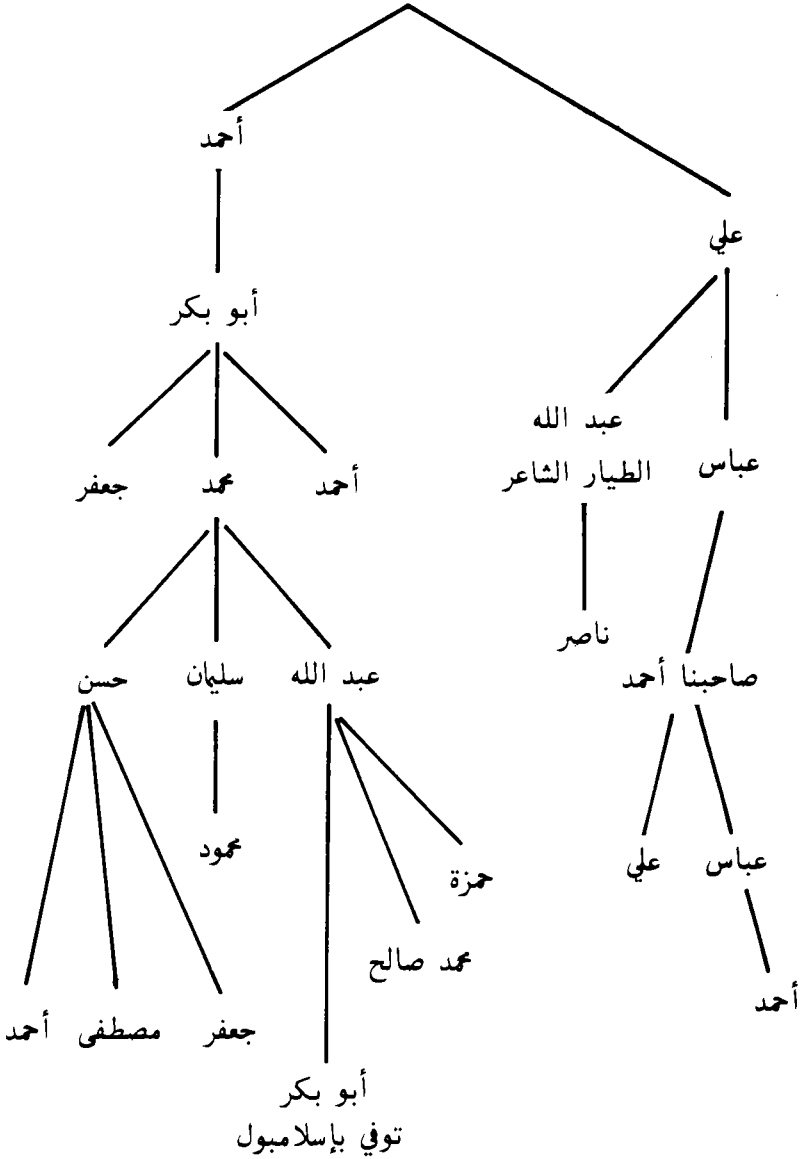 أحمد
علي
أبو بكر
عبد الله
الطيار الشاعر
عباس
أحمد
محمد
جعفر
ناصر
صاحبنا أحمد
عبد الله
سليمان
حسن
عباس
علي
حمزة
محمود
محمد صالح
أحمد
جعفر
مصطفى
أحمد
أبو بكر
توفي بإسلامبول